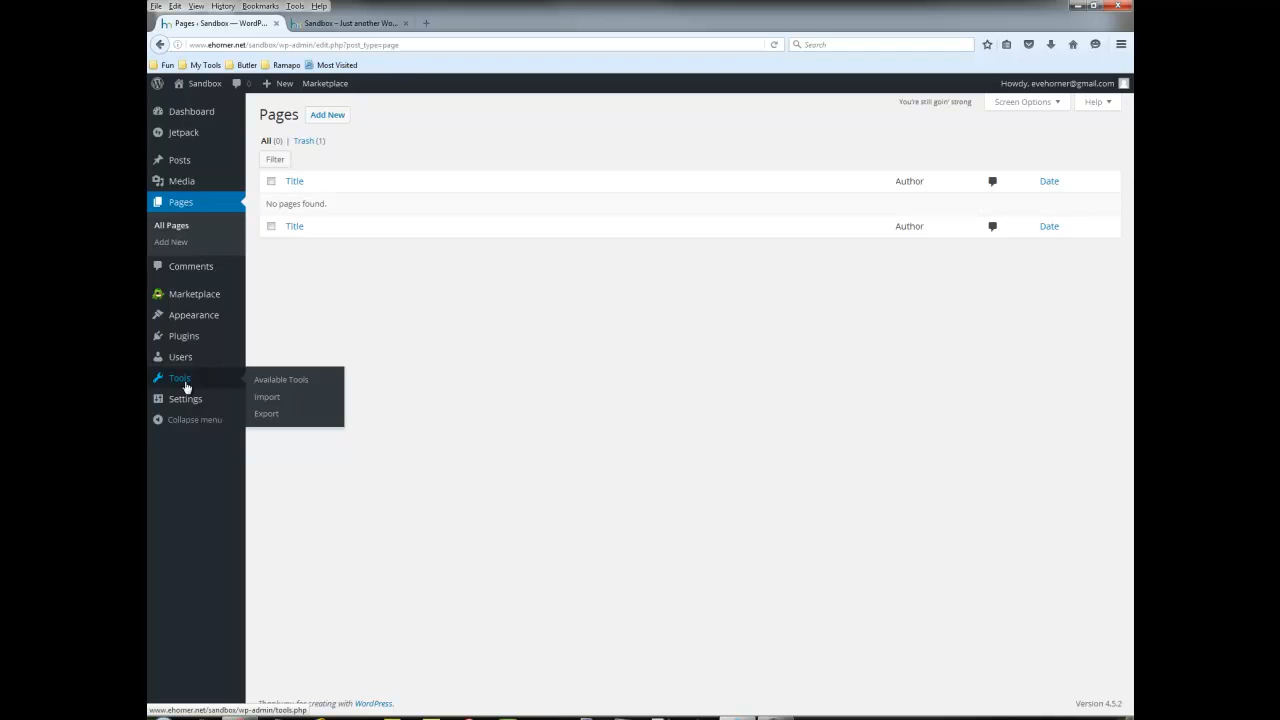 File Edit View History Bookmarks Tools Help
Pages ‹ Sandbox — WordP... × Sandbox – Just another Wo... × +
www.ehorner.net/sandbox/wp-admin/edit.php?post_type=page Search
Fun My Tools Butler Ramapo Most Visited
Sandbox 0 + New Marketplace Howdy, evehorner@gmail.com
Dashboard
Jetpack
Posts
Media
Pages
All Pages
Add New
Comments
Marketplace
Appearance
Plugins
Users
Tools
Settings
Collapse menu
Available Tools
Import
Export
You're still goin' strong Screen Options Help
Pages Add New
All (0) | Trash (1)
Filter
Title Author Date
No pages found.
Title Author Date
for creating with WordPress. Version 4.5.2
www.ehorner.net/sandbox/wp-admin/tools.php